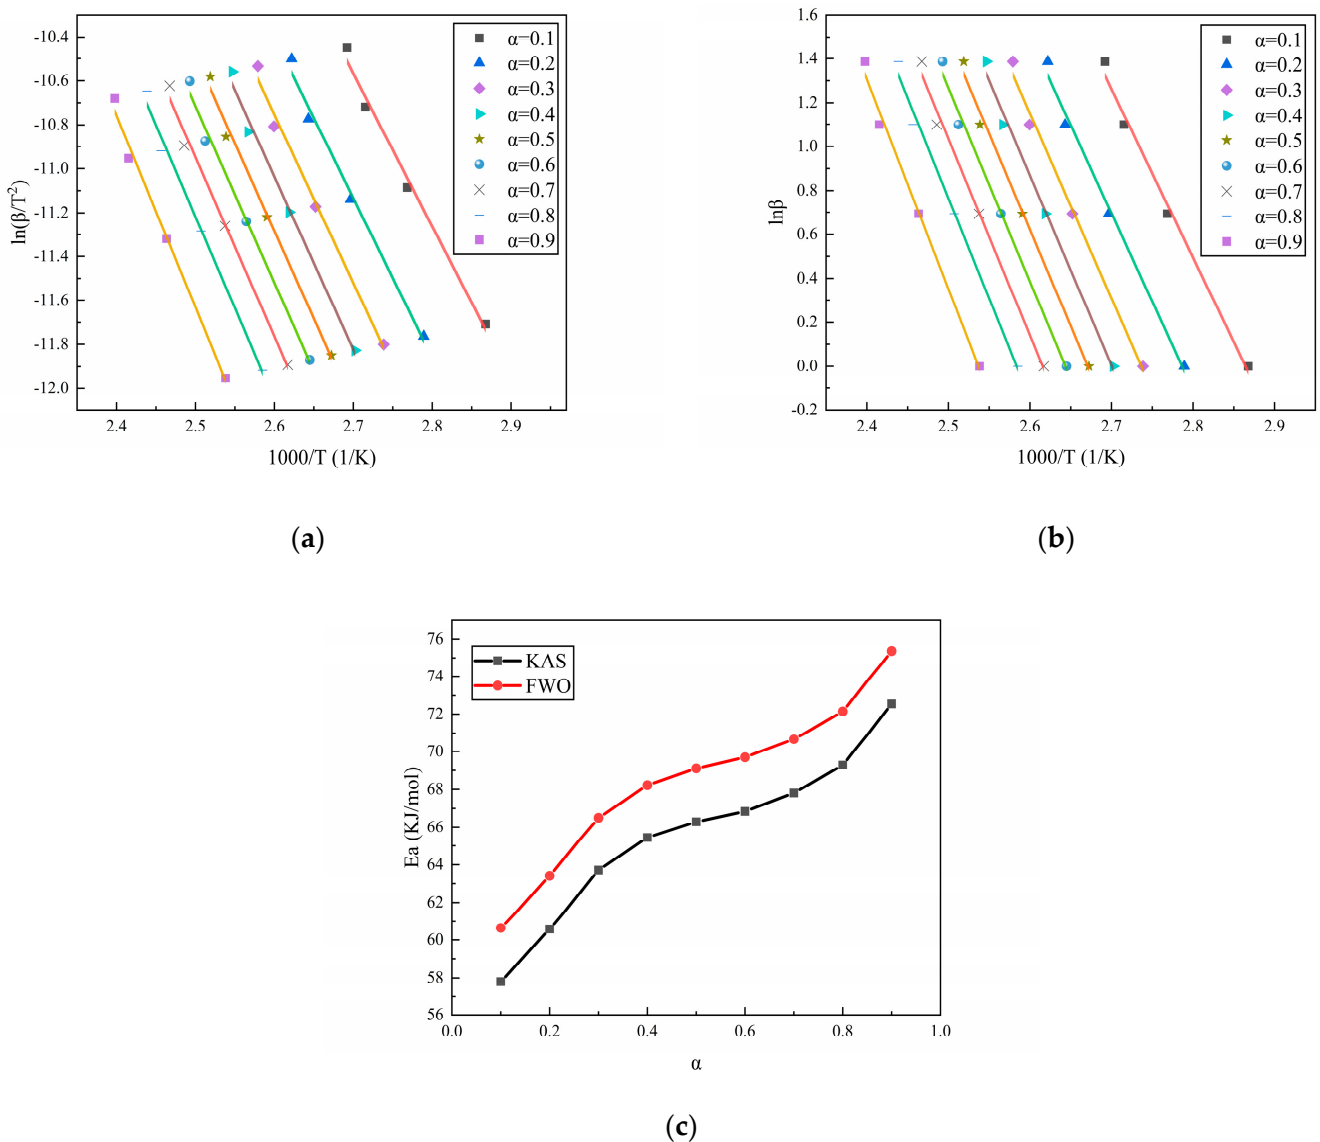 -10.4
-10.6
-10.8
-11.0
-11.2
-11.4
-11.6
-11.8
-12.0
ln(β/T²)
2.4 2.5 2.6 2.7 2.8 2.9
1000/T (1/K)
α=0.1
α=0.2
α=0.3
α=0.4
α=0.5
α=0.6
α=0.7
α=0.8
α=0.9
(a)
1.6
1.4
1.2
1.0
0.8
0.6
0.4
0.2
0.0
-0.2
lnβ
2.4 2.5 2.6 2.7 2.8 2.9
1000/T (1/K)
α=0.1
α=0.2
α=0.3
α=0.4
α=0.5
α=0.6
α=0.7
α=0.8
α=0.9
(b)
76
74
72
70
68
66
64
62
60
58
56
Ea (KJ/mol)
KAS
FWO
0.0 0.2 0.4 0.6 0.8 1.0
α
(c)